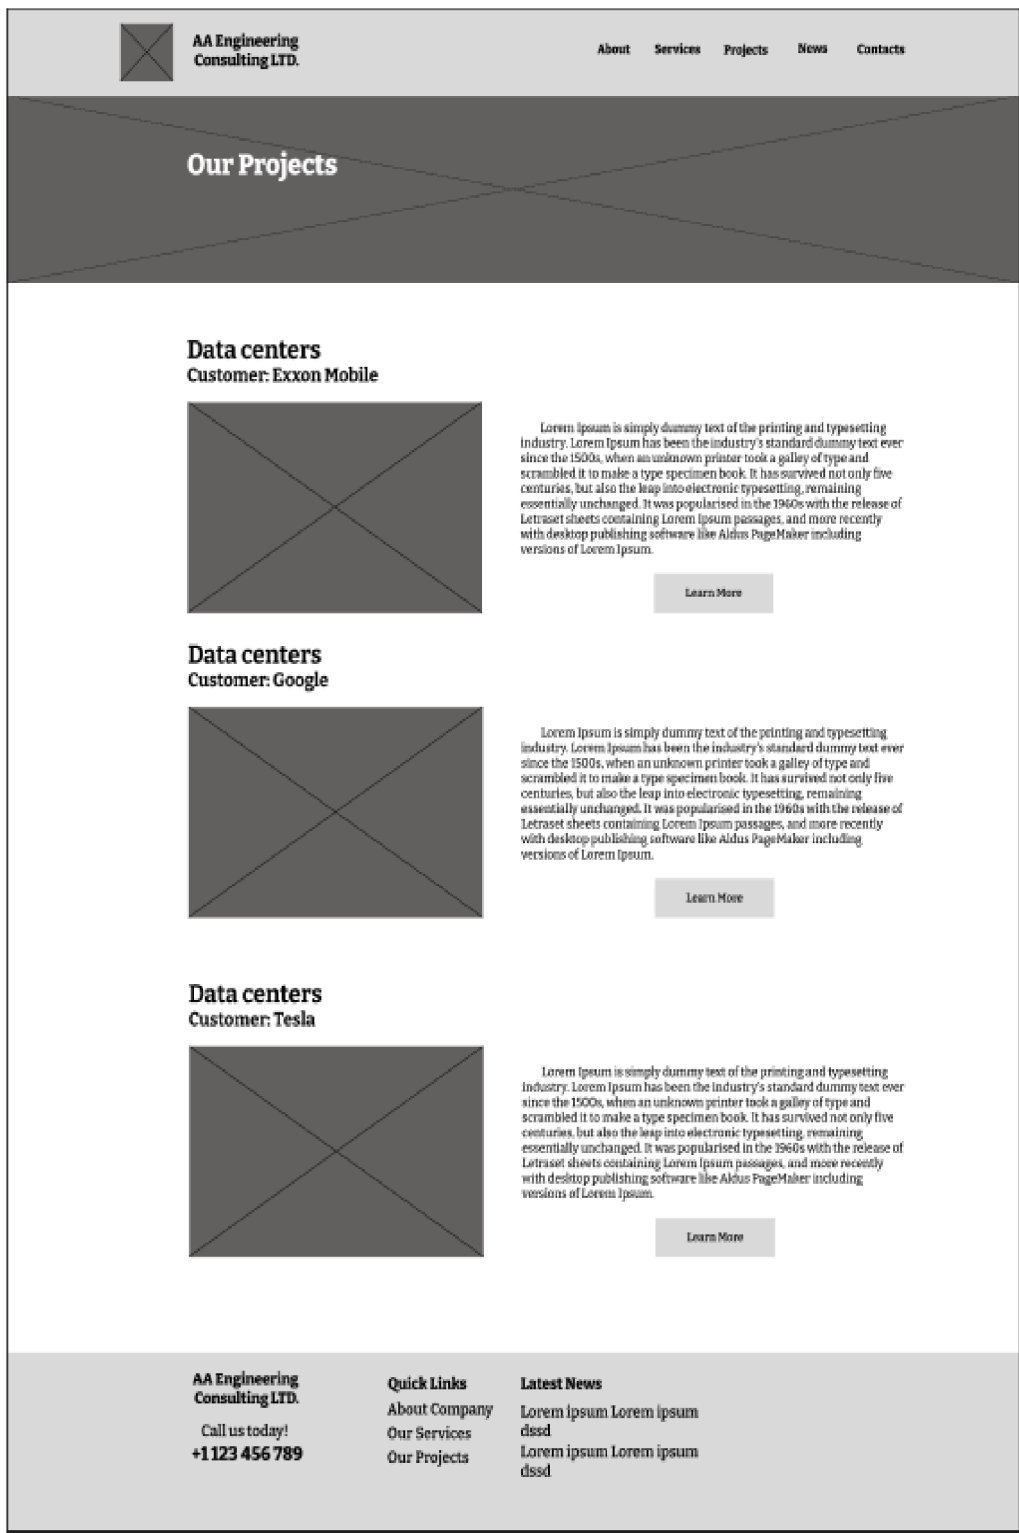 AA Engineering
Consulting LTD.
About Services Projects News Contacts
Our Projects
Data centers
Customer: Exxon Mobile
Lorem Ipsum is simply dummy text of the printing and typesetting
industry. Lorem Ipsum has been the industry's standard dummy text ever
since the 1500s, when an unknown printer took a galley of type and
scrambled it to make a type specimen book. It has survived not only five
centuries, but also the leap into electronic typesetting, remaining
essentially unchanged. It was popularised in the 1960s with the release of
Letraset sheets containing Lorem Ipsum passages, and more recently
with desktop publishing software like Aldus PageMaker including
versions of Lorem Ipsum.
Learn More
Data centers
Customer: Google
Lorem Ipsum is simply dummy text of the printing and typesetting
industry. Lorem Ipsum has been the industry's standard dummy text ever
since the 1500s, when an unknown printer took a galley of type and
scrambled it to make a type specimen book. It has survived not only five
centuries, but also the leap into electronic typesetting, remaining
essentially unchanged. It was popularised in the 1960s with the release of
Letraset sheets containing Lorem Ipsum passages, and more recently
with desktop publishing software like Aldus PageMaker including
versions of Lorem Ipsum.
Learn More
Data centers
Customer: Tesla
Lorem Ipsum is simply dummy text of the printing and typesetting
industry. Lorem Ipsum has been the industry's standard dummy text ever
since the 1500s, when an unknown printer took a galley of type and
scrambled it to make a type specimen book. It has survived not only five
centuries, but also the leap into electronic typesetting, remaining
essentially unchanged. It was popularised in the 1960s with the release of
Letraset sheets containing Lorem Ipsum passages, and more recently
with desktop publishing software like Aldus PageMaker including
versions of Lorem Ipsum.
Learn More
AA Engineering
Consulting LTD.
Call us today!
+1 123 456 789
Quick Links
About Company
Our Services
Our Projects
Latest News
Lorem ipsum Lorem ipsum
dssd
Lorem ipsum Lorem ipsum
dssd